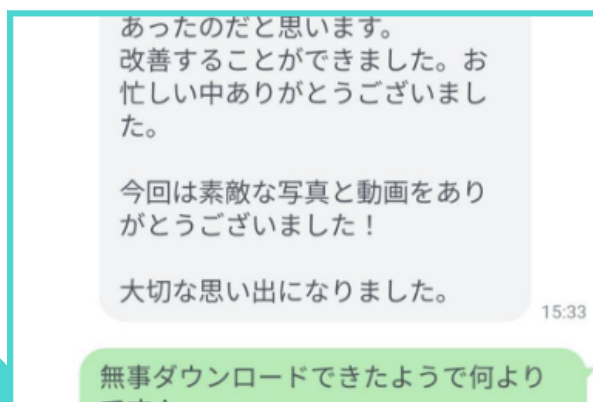 あったのだと思います。
改善することができました。お
忙しい中ありがとうございまし
た。
今回は素敵な写真と動画をあり
がとうございました！
大切な思い出になりました。
15:33
無事ダウンロードできたようで何より